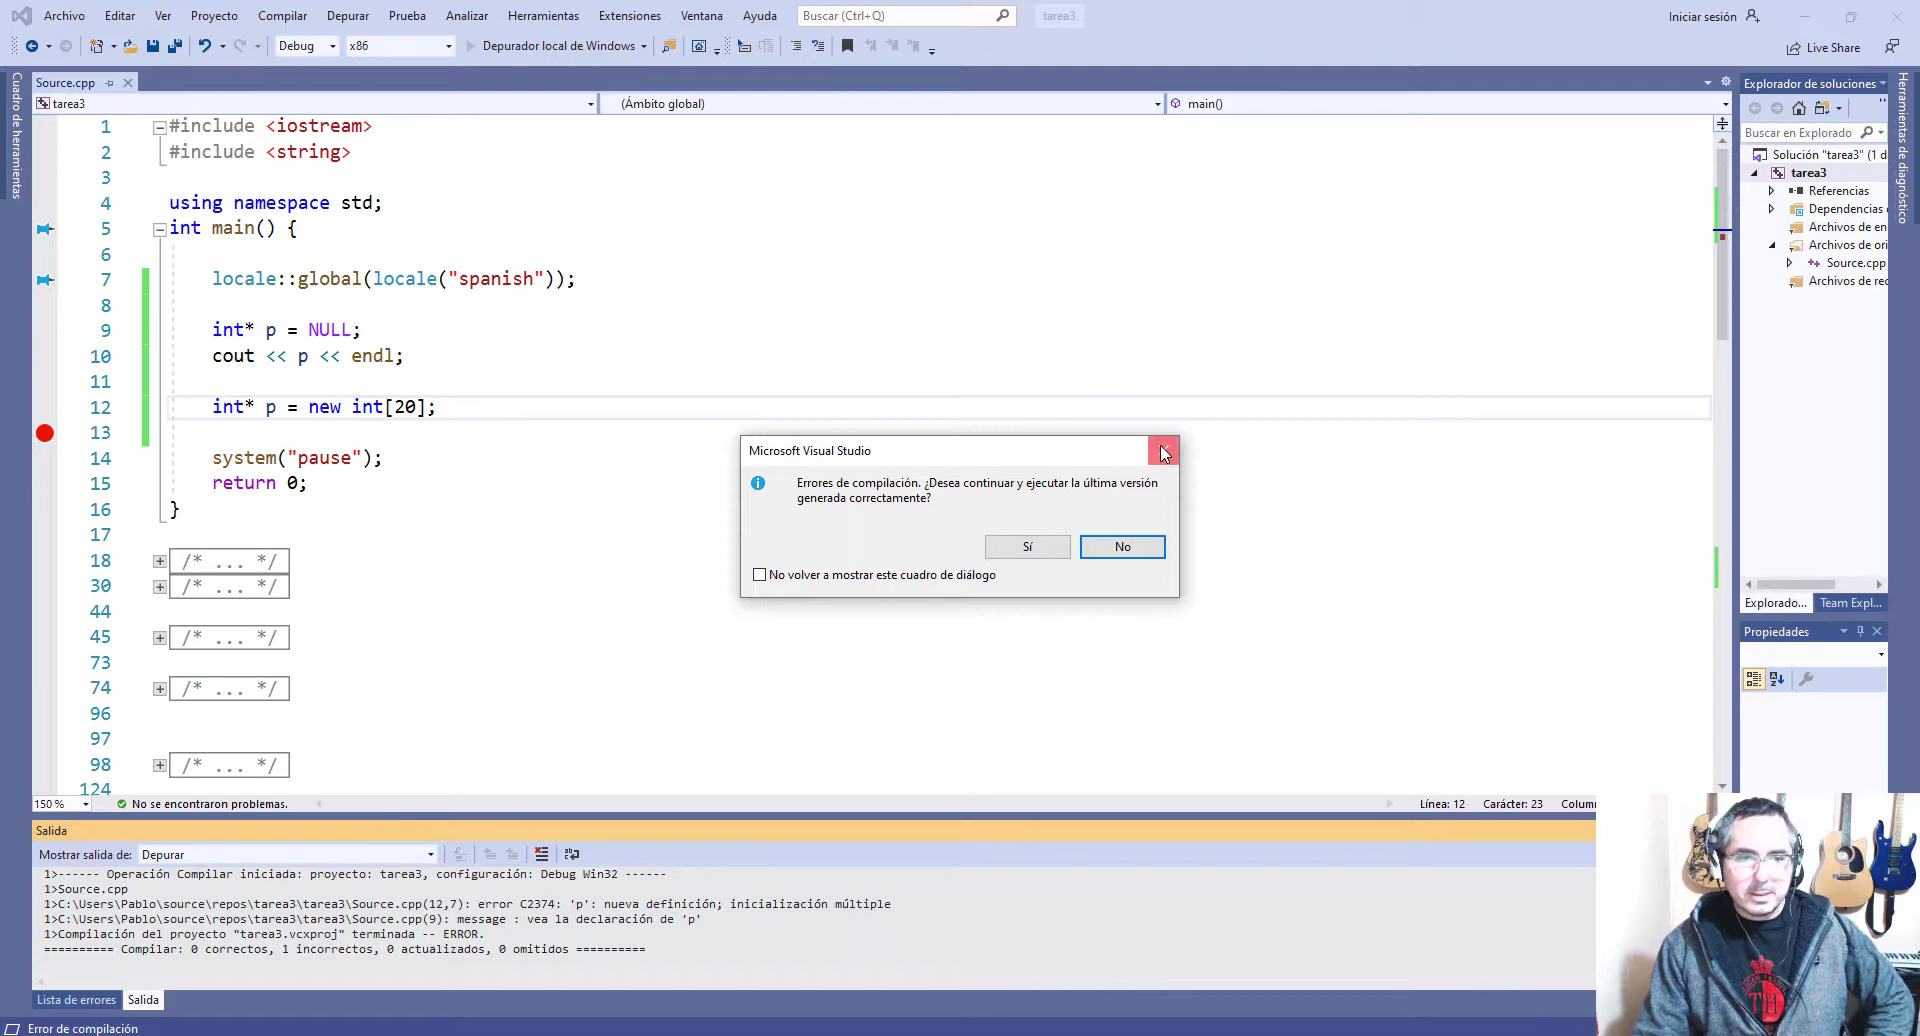 Archivo Editar Ver Proyecto Compilar Depurar Prueba Analizar Herramientas Extensiones Ventana Ayuda Buscar (Ctrl+Q) tarea3 Iniciar sesión
Debug x86 Depurador local de Windows Live Share
Cuadro de herramientas
Source.cpp
tarea3 (Ámbito global) main()
1 #include <iostream>
2 #include <string>
3
4 using namespace std;
5 int main() {
6
7 locale::global(locale("spanish"));
8
9 int* p = NULL;
10 cout << p << endl;
11
12 int* p = new int[20];
13
14 system("pause");
15 return 0;
16 }
17
18 /* ... */
30 /* ... */
44
45 /* ... */
73
74 /* ... */
96
97
98 /* ... */
124
Microsoft Visual Studio
Errores de compilación. ¿Desea continuar y ejecutar la última versión
generada correctamente?
Sí No
No volver a mostrar este cuadro de diálogo
150 % No se encontraron problemas. Línea: 12 Carácter: 23 Column
Salida
Mostrar salida de: Depurar
1>------ Operación Compilar iniciada: proyecto: tarea3, configuración: Debug Win32 ------
1>Source.cpp
1>C:\Users\Pablo\source\repos\tarea3\tarea3\Source.cpp(12,7): error C2374: 'p': nueva definición; inicialización múltiple
1>C:\Users\Pablo\source\repos\tarea3\tarea3\Source.cpp(9): message : vea la declaración de 'p'
1>Compilación del proyecto "tarea3.vcxproj" terminada -- ERROR.
========== Compilar: 0 correctos, 1 incorrectos, 0 actualizados, 0 omitidos ==========
Lista de errores Salida
Error de compilación
Explorador de soluciones
Buscar en Explorado
Solución "tarea3" (1 d
tarea3
Referencias
Dependencias e
Archivos de en
Archivos de ori
Source.cpp
Archivos de rec
Explorado... Team Expl...
Propiedades
Herramientas de diagnóstico
TH